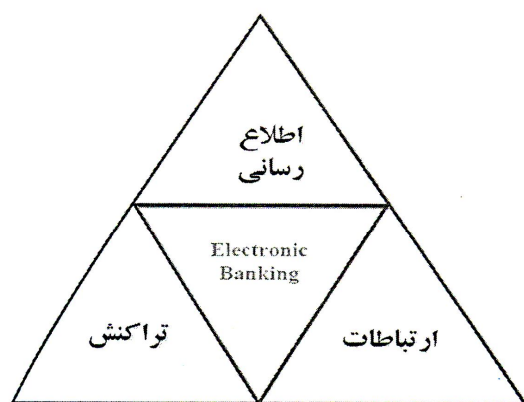 اطلاع
رسانی
Electronic
Banking
تراکنش
ارتباطات